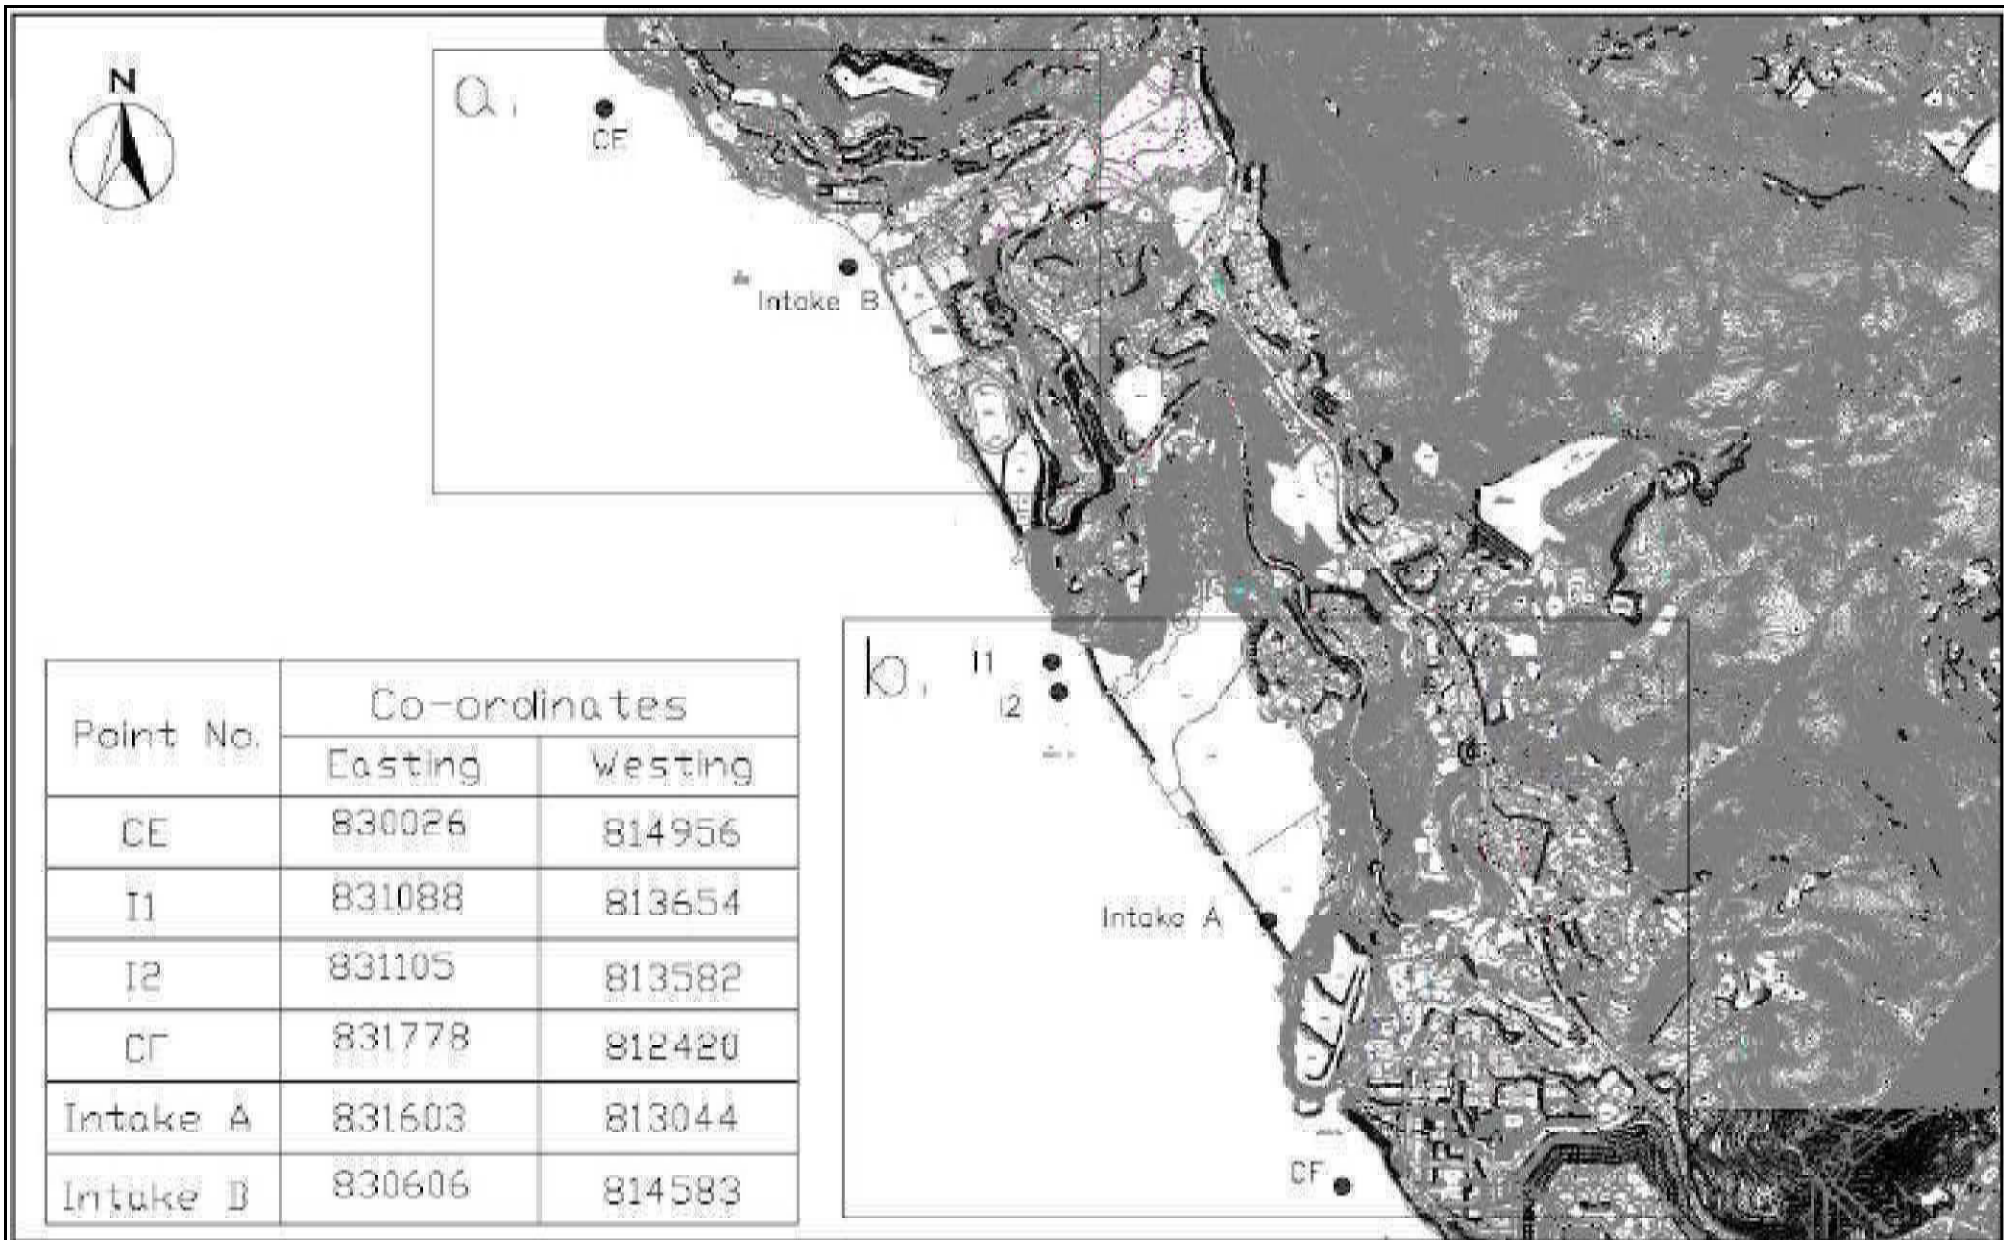 N
a.
CE
Intake B
b.
I1
I2
Intake A
CF
Point No.
Co-ordinates
Easting
Westing
CE
830026
814956
I1
831088
813654
I2
831105
813582
CF
831778
812420
Intake A
831603
813044
Intake B
830606
814583